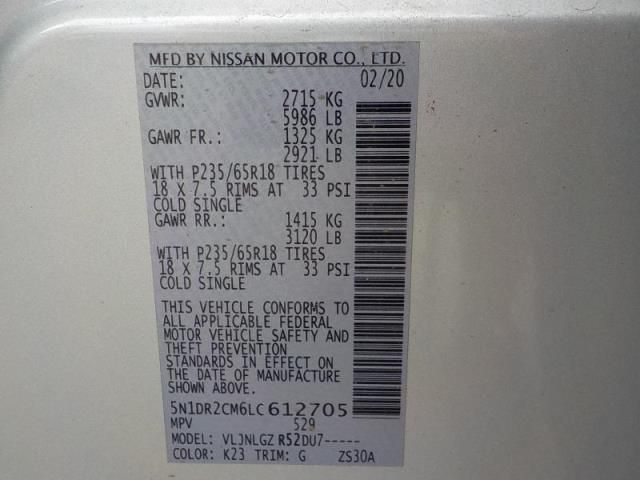 MFD BY NISSAN MOTOR CO., LTD.
DATE: 02/20
GVWR: 2715 KG
5986 LB
GAWR FR.: 1325 KG
2921 LB
WITH P235/65R18 TIRES
18 X 7.5 RIMS AT 33 PSI
COLD SINGLE
GAWR RR.: 1415 KG
3120 LB
WITH P235/65R18 TIRES
18 X 7.5 RIMS AT 33 PSI
COLD SINGLE
THIS VEHICLE CONFORMS TO
ALL APPLICABLE FEDERAL
MOTOR VEHICLE SAFETY AND
THEFT PREVENTION
STANDARDS IN EFFECT ON
THE DATE OF MANUFACTURE
SHOWN ABOVE.
5N1DR2CM6LC612705
MPV 529
MODEL: VLJNLGZ R52DU7-----
COLOR: K23 TRIM: G ZS30A